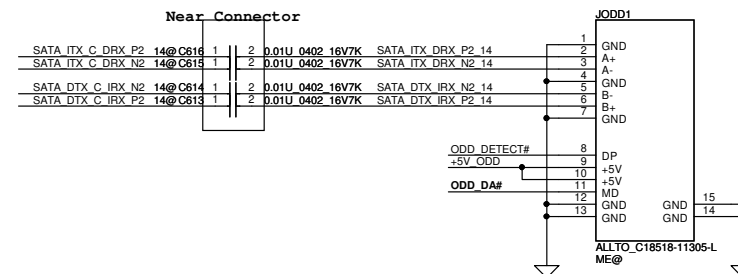 Near Connector
SATA_ITX_C_DRX_P2 14@ C616 1 2 0.01U_0402_16V7K SATA_ITX_DRX_P2_14
SATA_ITX_C_DRX_N2 14@ C615 1 2 0.01U_0402_16V7K SATA_ITX_DRX_N2_14
SATA_DTX_C_IRX_N2 14@ C614 1 2 0.01U_0402_16V7K SATA_DTX_IRX_N2_14
SATA_DTX_C_IRX_P2 14@ C613 1 2 0.01U_0402_16V7K SATA_DTX_IRX_P2_14
JODD1
1 GND
2 A+
3 A-
4 GND
5 B-
6 B+
7 GND
ODD_DETECT# 8 DP
+5V_ODD 9 +5V
10 +5V
ODD_DA# 11 MD
12 GND GND 15
13 GND GND 14
ALLTO_C18518-11305-L
ME@